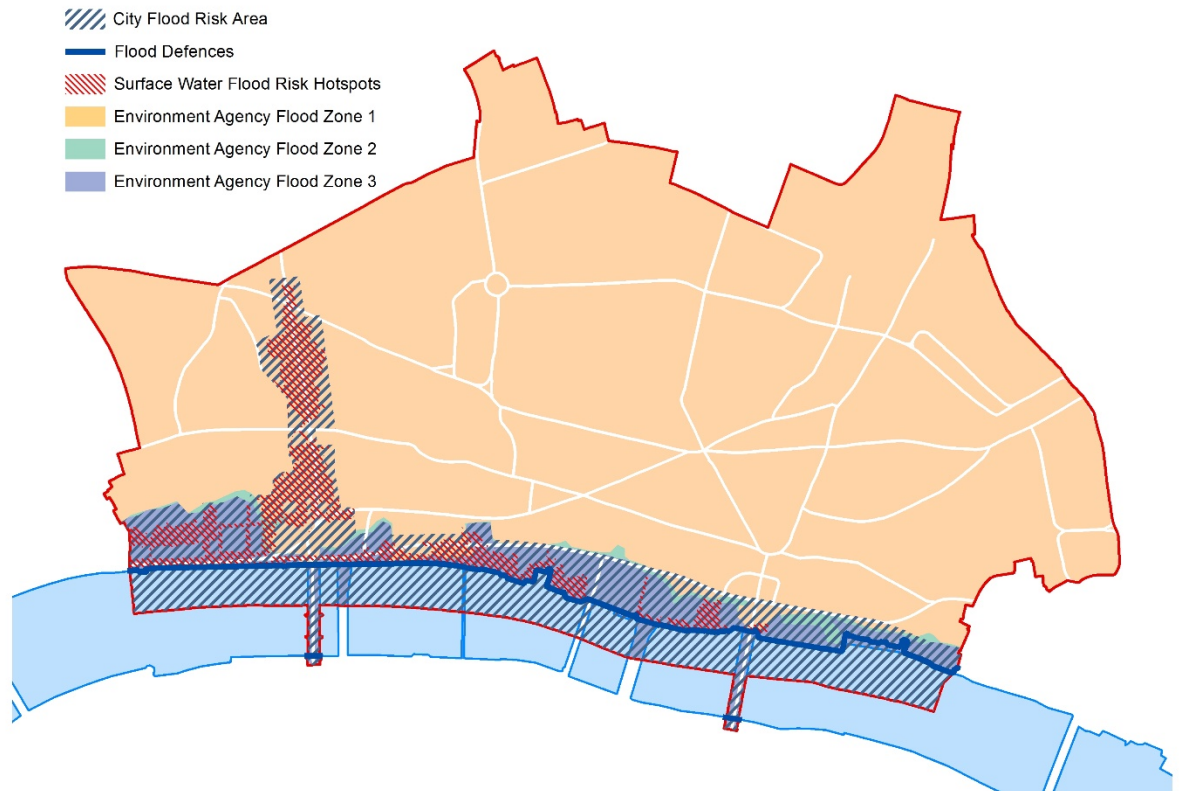 City Flood Risk Area
Flood Defences
Surface Water Flood Risk Hotspots
Environment Agency Flood Zone 1
Environment Agency Flood Zone 2
Environment Agency Flood Zone 3